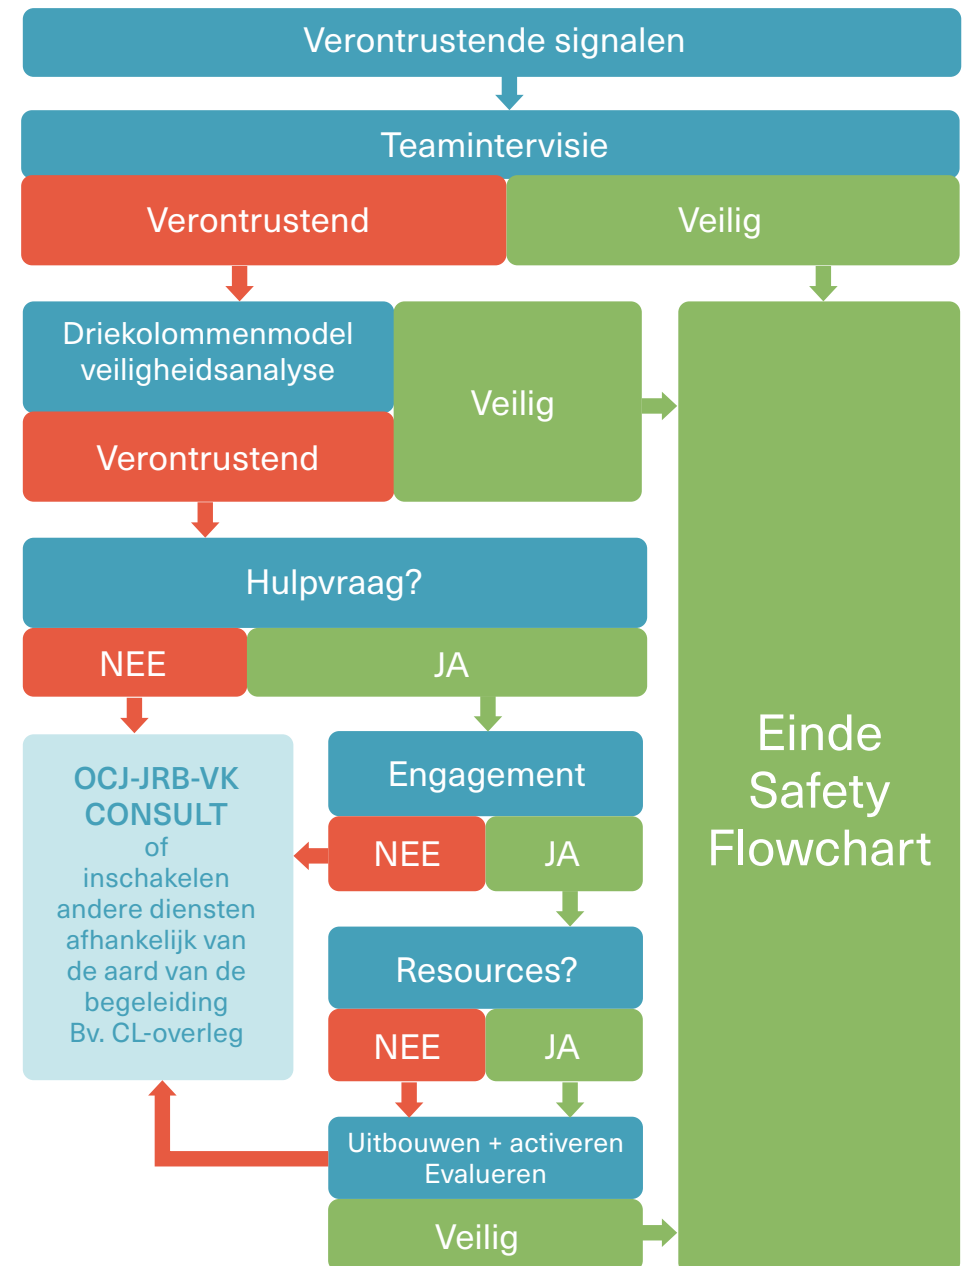 Verontrustende signalen
Teamintervisie
Verontrustend
Veilig
Driekolommenmodel
veiligheidsanalyse
Veilig
Verontrustend
Hulpvraag?
NEE
JA
OCJ-JRB-VK
CONSULT
of
inschakelen
andere diensten
afhankelijk van
de aard van de
begeleiding
Bv. CL-overleg
Engagement
NEE
JA
Resources?
NEE
JA
Uitbouwen + activeren
Evalueren
Veilig
Einde
Safety
Flowchart